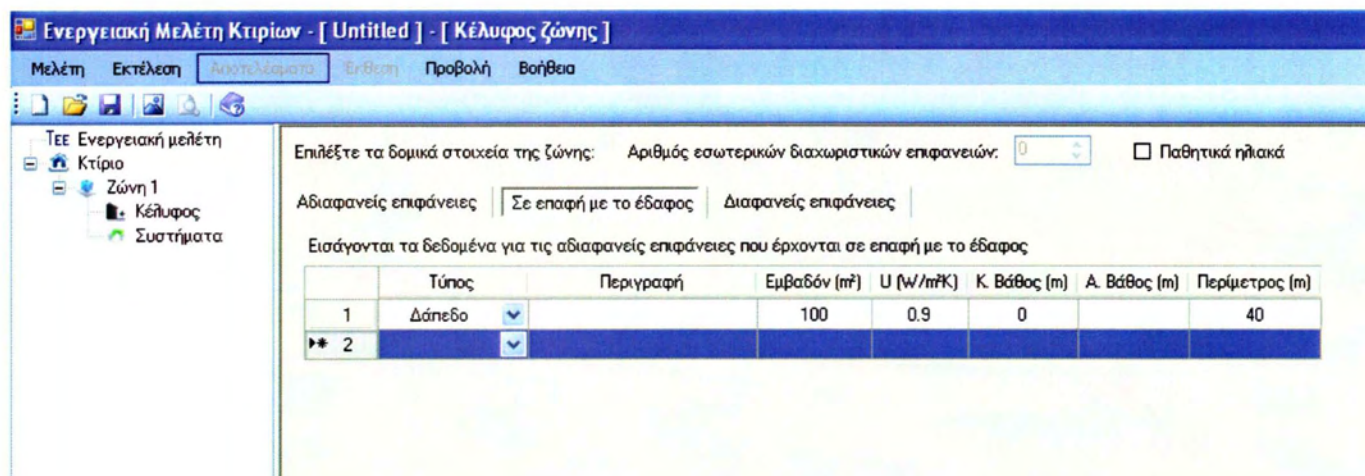 Ενεργειακή Μελέτη Κτιρίων - [ Untitled ] - [ Κέλυφος ζώνης ]
Μελέτη Εκτέλεση Αποτελέσματα Έκθεση Προβολή Βοήθεια
TEE Ενεργειακή μελέτη
Κτίριο
Ζώνη 1
Κέλυφος
Συστήματα
Επιλέξτε τα δομικά στοιχεία της ζώνης: Αριθμός εσωτερικών διαχωριστικών επιφανειών: 0 Παθητικά ηλιακά
Αδιαφανείς επιφάνειες Σε επαφή με το έδαφος Διαφανείς επιφάνειες
Εισάγονται τα δεδομένα για τις αδιαφανείς επιφάνειες που έρχονται σε επαφή με το έδαφος
Τύπος Περιγραφή Εμβαδόν (m²) U (W/m²K) Κ. Βάθος (m) Α. Βάθος (m) Περίμετρος (m)
1 Δάπεδο 100 0.9 0 40
2